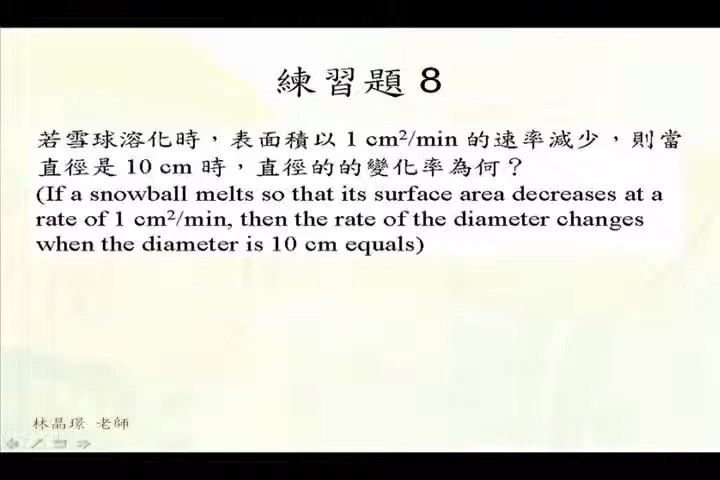 練習題 8
若雪球溶化時，表面積以 1 cm²/min 的速率減少，則當
直徑是 10 cm 時，直徑的的變化率為何？
(If a snowball melts so that its surface area decreases at a
rate of 1 cm²/min, then the rate of the diameter changes
when the diameter is 10 cm equals)
林晶璟 老師